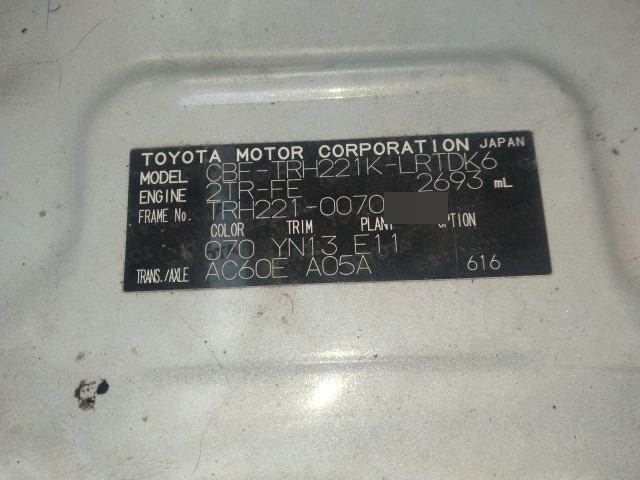 TOYOTA MOTOR CORPORATION JAPAN
MODEL CBF-TRH221K-LRTDK6
ENGINE 2TR-FE 2693 mL
FRAME No. TRH221-0070
COLOR TRIM PLANT OPTION
070 YN13 E11
TRANS./AXLE AC60E A05A 616